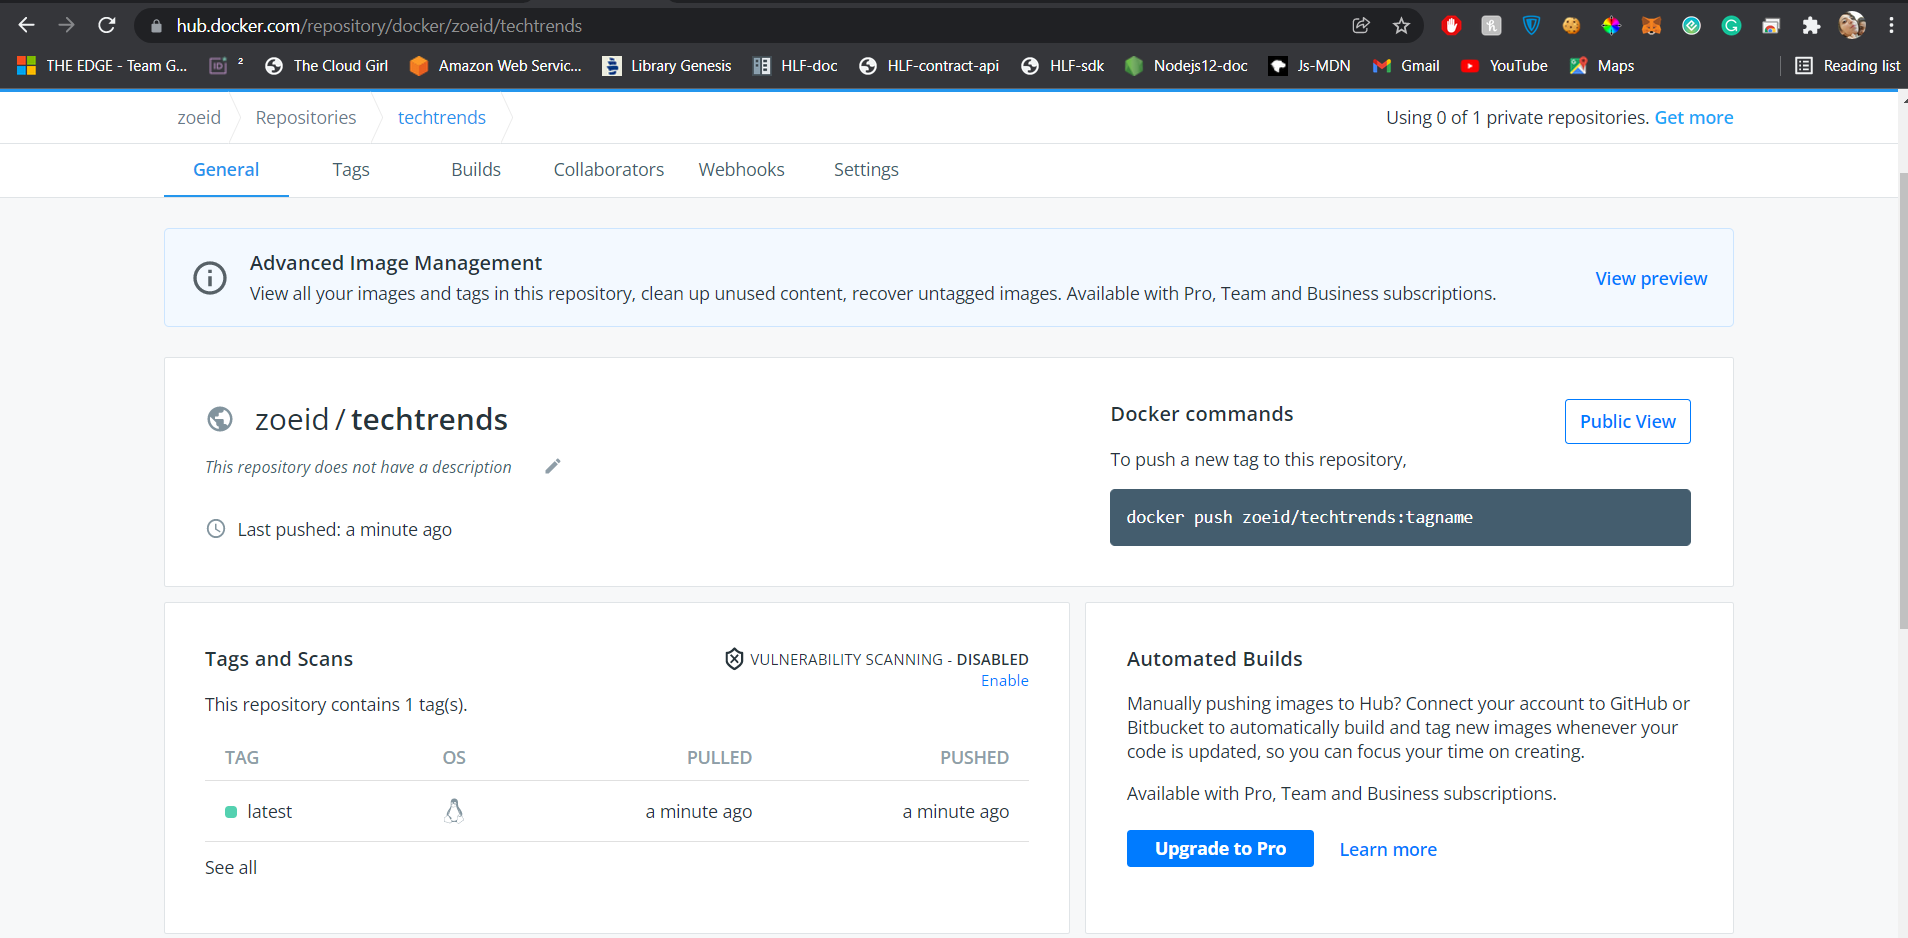 hub.docker.com/repository/docker/zoeid/techtrends
THE EDGE - Team G... 2 The Cloud Girl Amazon Web Servic... Library Genesis HLF-doc HLF-contract-api HLF-sdk Nodejs12-doc Js-MDN Gmail YouTube Maps Reading list
zoeid Repositories techtrends Using 0 of 1 private repositories. Get more
General Tags Builds Collaborators Webhooks Settings
Advanced Image Management
View all your images and tags in this repository, clean up unused content, recover untagged images. Available with Pro, Team and Business subscriptions.
View preview
zoeid / techtrends
This repository does not have a description
Last pushed: a minute ago
Docker commands
Public View
To push a new tag to this repository,
docker push zoeid/techtrends:tagname
Tags and Scans
VULNERABILITY SCANNING - DISABLED
Enable
This repository contains 1 tag(s).
TAG OS PULLED PUSHED
latest a minute ago a minute ago
See all
Automated Builds
Manually pushing images to Hub? Connect your account to GitHub or
Bitbucket to automatically build and tag new images whenever your
code is updated, so you can focus your time on creating.
Available with Pro, Team and Business subscriptions.
Upgrade to Pro Learn more